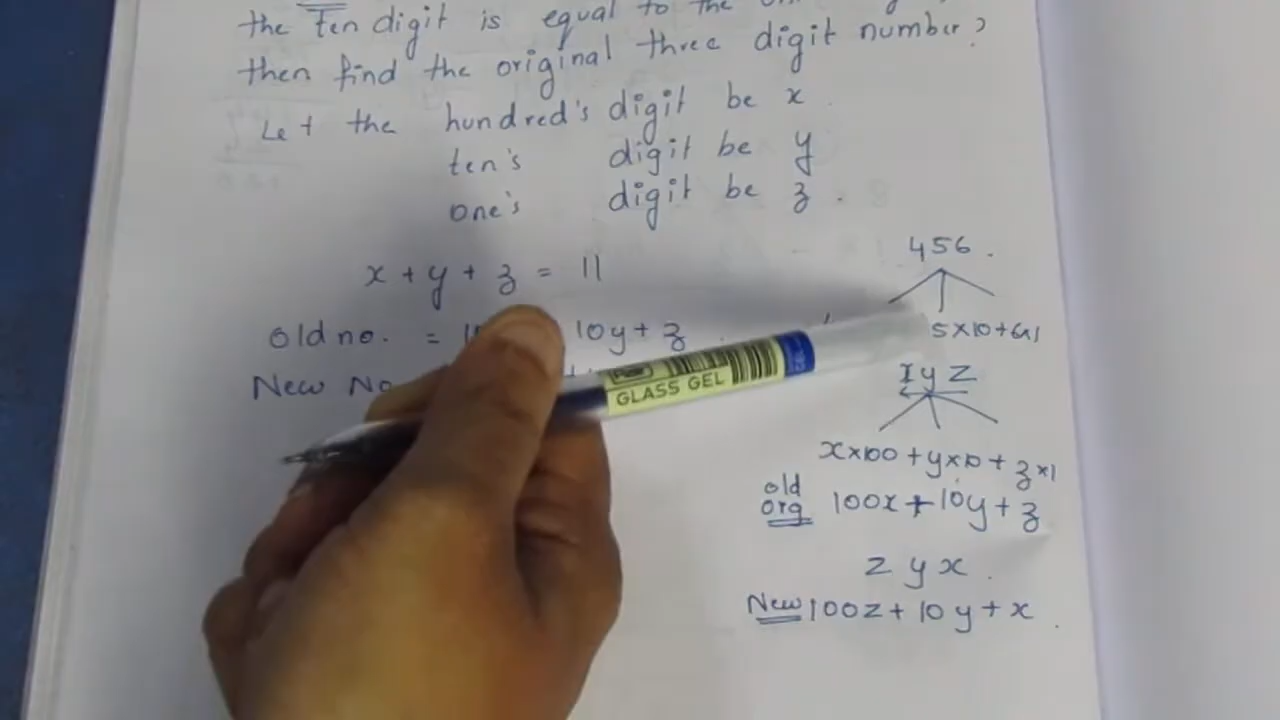 the Ten digit is equal to the
then find the original three digit number?
Let the hundred's digit be x
ten's digit be y
one's digit be z.
x + y + z = 11
old no. = 10y + z
New No
456.
5×10+6×1
x y z
x×100 + y×10 + z×1
old
org 100x + 10y + z
z y x.
New 100z + 10y + x.
GLASS GEL